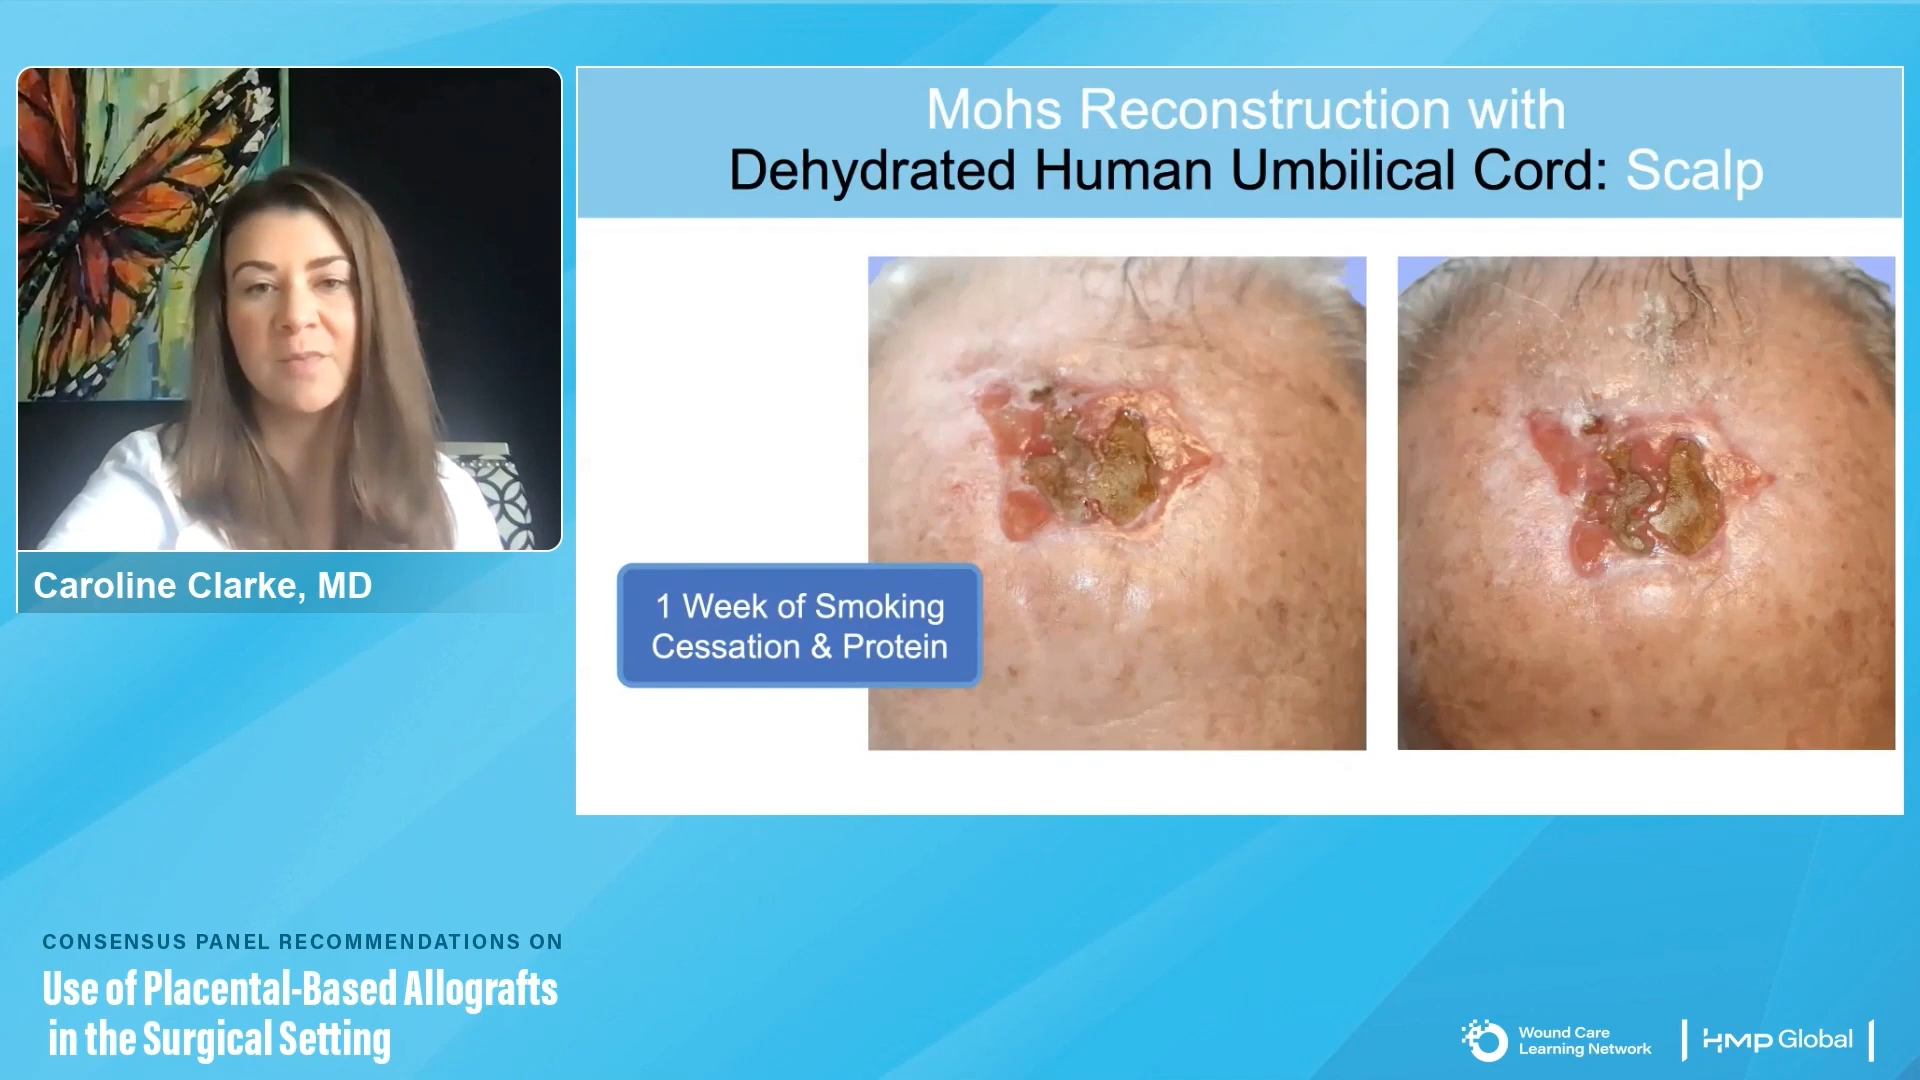 Mohs Reconstruction with
Dehydrated Human Umbilical Cord: Scalp
Caroline Clarke, MD
1 Week of Smoking
Cessation & Protein
CONSENSUS PANEL RECOMMENDATIONS ON
Use of Placental-Based Allografts
in the Surgical Setting
Wound Care
Learning Network
HMP Global